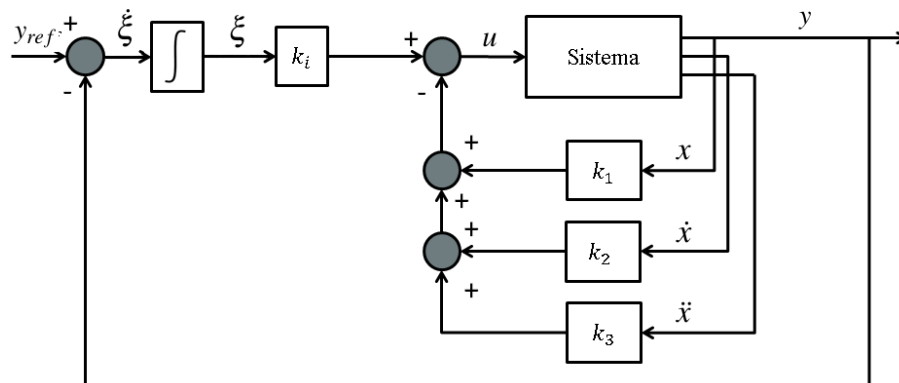 y_ref
+
-
ξ̇
∫
ξ
k_i
+
-
u
Sistema
y
+
+
k_1
x
+
+
k_2
ẋ
k_3
ẍ